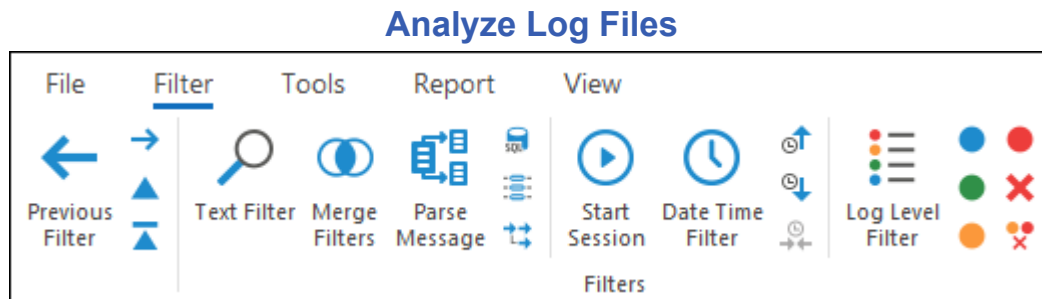 Analyze Log Files
File Filter Tools Report View
SQL
Previous Filter
Text Filter
Merge Filters
Parse Message
Start Session
Date Time Filter
Log Level Filter
Filters